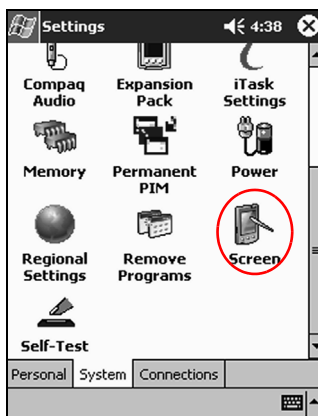 Settings 4:38
Compaq Expansion iTask
Audio Pack Settings
Memory Permanent Power
PIM
Regional Remove Screen
Settings Programs
Self-Test
Personal System Connections